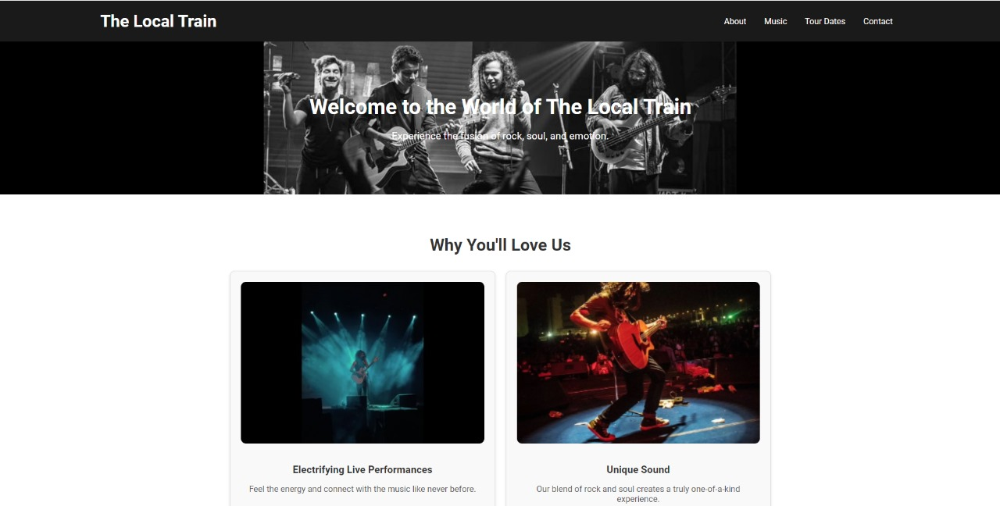 The Local Train
About Music Tour Dates Contact
Welcome to the World of The Local Train
Experience the fusion of rock, soul, and emotion.
Why You'll Love Us
Electrifying Live Performances
Feel the energy and connect with the music like never before.
Unique Sound
Our blend of rock and soul creates a truly one-of-a-kind
experience.